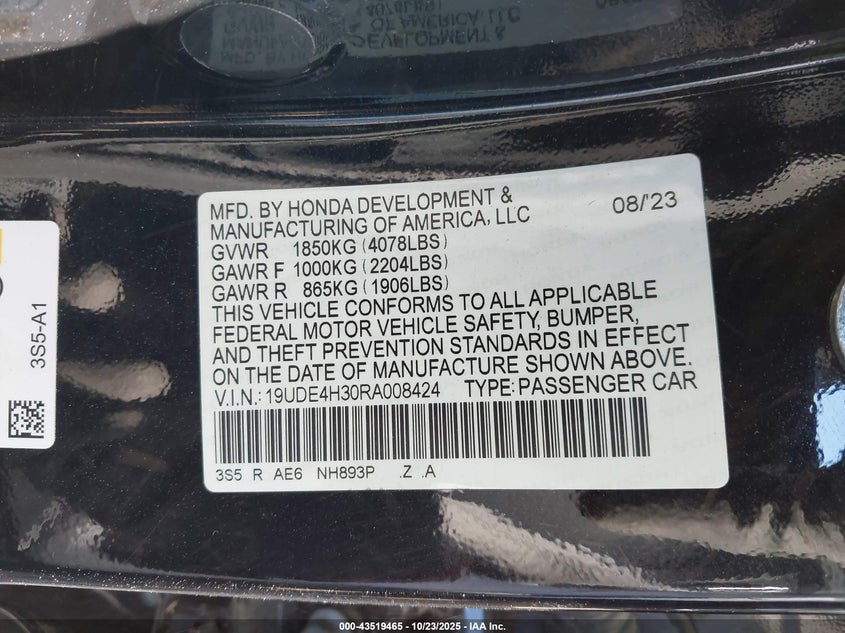 MFD. BY HONDA DEVELOPMENT &
MANUFACTURING OF AMERICA, LLC
08/'23
GVWR 1850KG (4078LBS)
GAWR F 1000KG (2204LBS)
GAWR R 865KG (1906LBS)
THIS VEHICLE CONFORMS TO ALL APPLICABLE
FEDERAL MOTOR VEHICLE SAFETY, BUMPER,
AND THEFT PREVENTION STANDARDS IN EFFECT
ON THE DATE OF MANUFACTURE SHOWN ABOVE.
V.I.N.: 19UDE4H30RA008424 TYPE: PASSENGER CAR
3S5 R AE6 NH893P .Z .A
3S5-A1
000-43519465 - 10/23/2025 - IAA Inc.